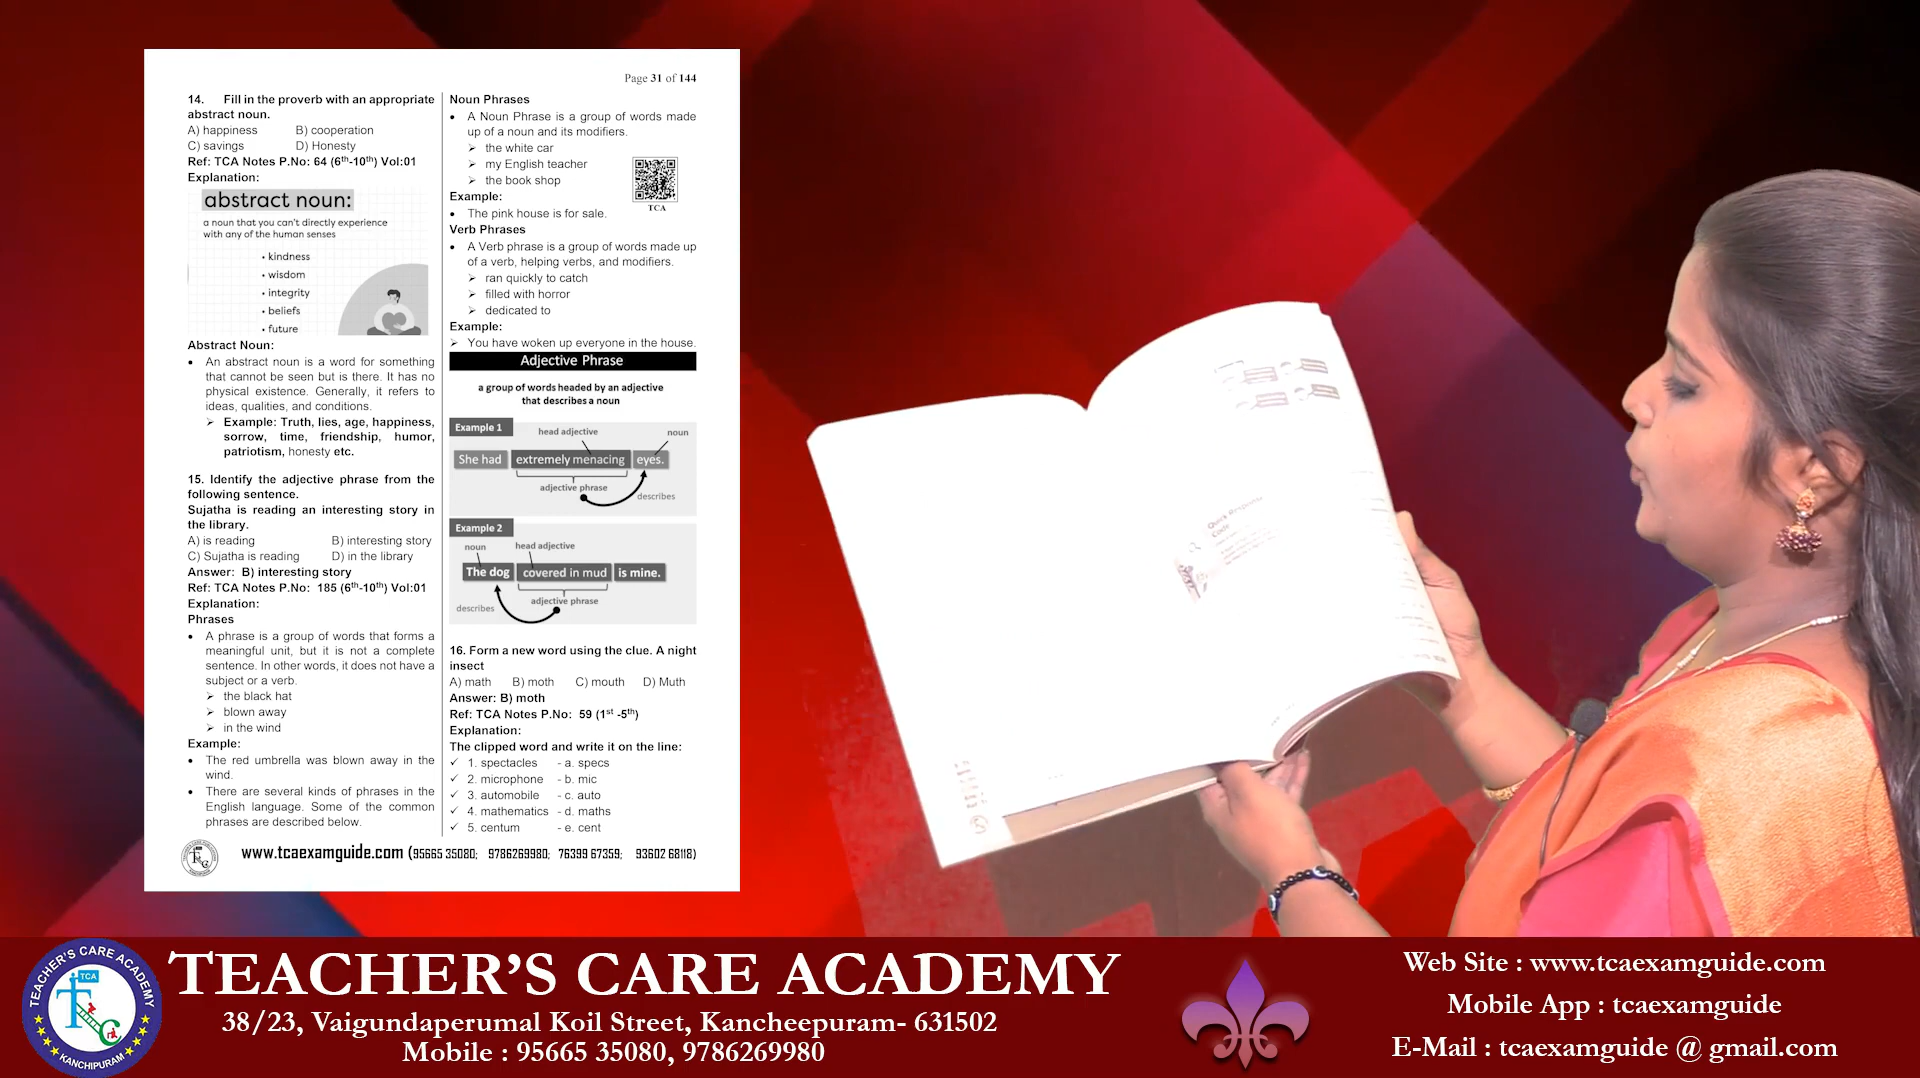 Page 31 of 144
14. Fill in the proverb with an appropriate
abstract noun.
A) happiness B) cooperation
C) savings D) Honesty
Ref: TCA Notes P.No: 64 (6th-10th) Vol:01
Explanation:
abstract noun:
a noun that you can't directly experience
with any of the human senses
• kindness
• wisdom
• integrity
• beliefs
• future
Abstract Noun:
• An abstract noun is a word for something
that cannot be seen but is there. It has no
physical existence. Generally, it refers to
ideas, qualities, and conditions.
➢ Example: Truth, lies, age, happiness,
sorrow, time, friendship, humor,
patriotism, honesty etc.
15. Identify the adjective phrase from the
following sentence.
Sujatha is reading an interesting story in
the library.
A) is reading B) interesting story
C) Sujatha is reading D) in the library
Answer: B) interesting story
Ref: TCA Notes P.No: 185 (6th-10th) Vol:01
Explanation:
Phrases
• A phrase is a group of words that forms a
meaningful unit, but it is not a complete
sentence. In other words, it does not have a
subject or a verb.
➢ the black hat
➢ blown away
➢ in the wind
Example:
• The red umbrella was blown away in the
wind.
• There are several kinds of phrases in the
English language. Some of the common
phrases are described below.
Noun Phrases
• A Noun Phrase is a group of words made
up of a noun and its modifiers.
➢ the white car
➢ my English teacher
➢ the book shop
TCA
Example:
• The pink house is for sale.
Verb Phrases
• A Verb phrase is a group of words made up
of a verb, helping verbs, and modifiers.
➢ ran quickly to catch
➢ filled with horror
➢ dedicated to
Example:
➢ You have woken up everyone in the house.
Adjective Phrase
a group of words headed by an adjective
that describes a noun
Example 1
head adjective noun
She had extremely menacing eyes.
adjective phrase
describes
Example 2
noun head adjective
The dog covered in mud is mine.
adjective phrase
describes
16. Form a new word using the clue. A night
insect
A) math B) moth C) mouth D) Muth
Answer: B) moth
Ref: TCA Notes P.No: 59 (1st -5th)
Explanation:
The clipped word and write it on the line:
✓ 1. spectacles - a. specs
✓ 2. microphone - b. mic
✓ 3. automobile - c. auto
✓ 4. mathematics - d. maths
✓ 5. centum - e. cent
www.tcaexamguide.com (95665 35080; 9786269980; 76399 67359; 93602 68118)
Quick Response
Code
TEACHER'S CARE ACADEMY
TCA
KANCHIPURAM
TEACHER'S CARE ACADEMY
38/23, Vaigundaperumal Koil Street, Kancheepuram- 631502
Mobile : 95665 35080, 9786269980
Web Site : www.tcaexamguide.com
Mobile App : tcaexamguide
E-Mail : tcaexamguide @ gmail.com